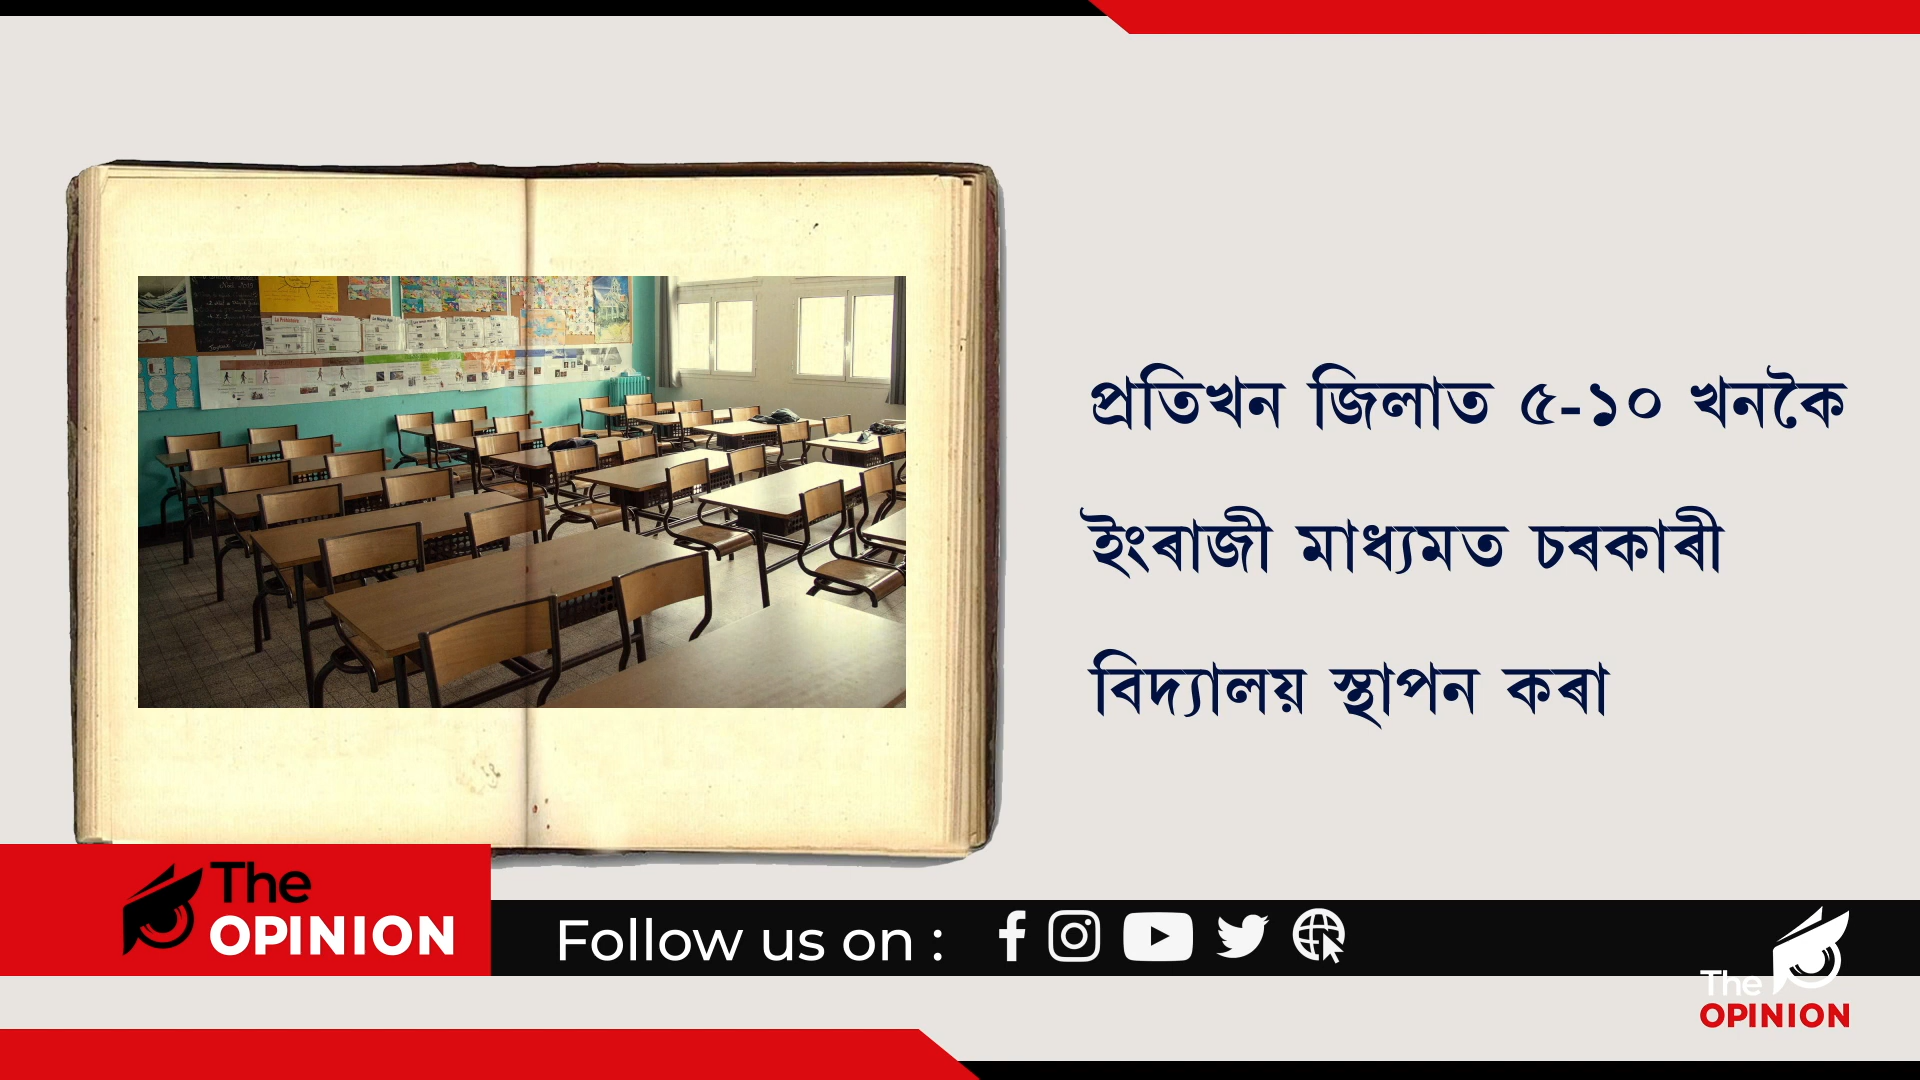 প্ৰতিখন জিলাত ৫-১০ খনকৈ
ইংৰাজী মাধ্যমত চৰকাৰী
বিদ্যালয় স্থাপন কৰা
The
OPINION
Follow us on :
The
OPINION